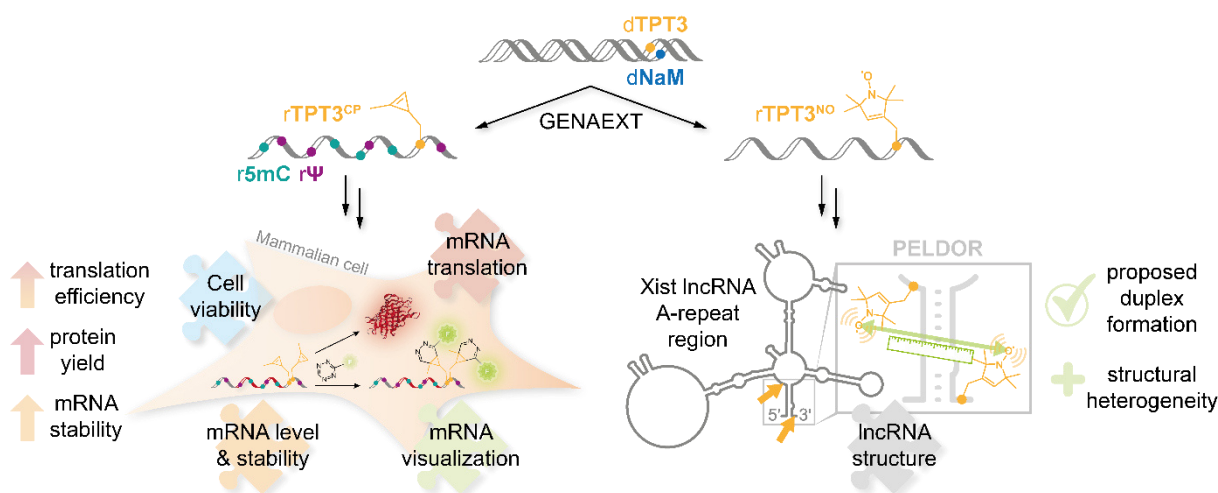 dTPT3
dNaM
GENAEXT
rTPT3ᶜᴾ
r5mC rΨ
rTPT3ᴺᴼ
•O
N
Mammalian cell
Cell
viability
mRNA
translation
translation
efficiency
protein
yield
mRNA
stability
N=N
N
N
mRNA level
& stability
mRNA
visualization
Xist lncRNA
A-repeat
region
5'
3'
lncRNA
structure
PELDOR
N
O•
N
O•
proposed
duplex
formation
structural
heterogeneity